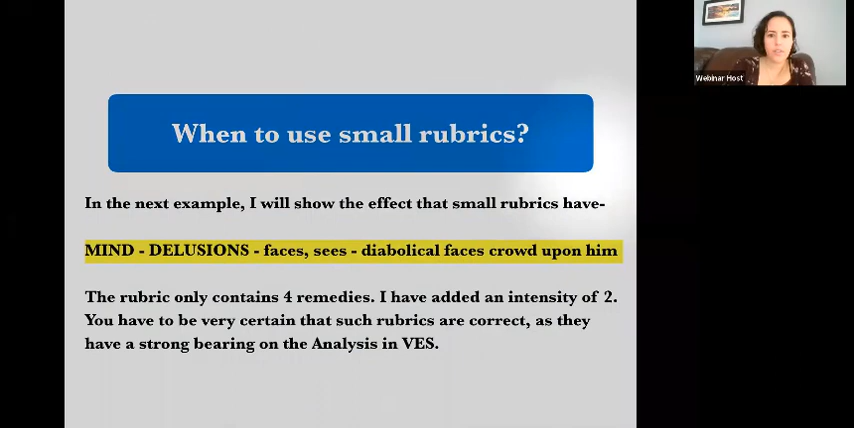 When to use small rubrics?
Webinar Host
In the next example, I will show the effect that small rubrics have-
MIND - DELUSIONS - faces, sees - diabolical faces crowd upon him
The rubric only contains 4 remedies. I have added an intensity of 2.
You have to be very certain that such rubrics are correct, as they
have a strong bearing on the Analysis in VES.